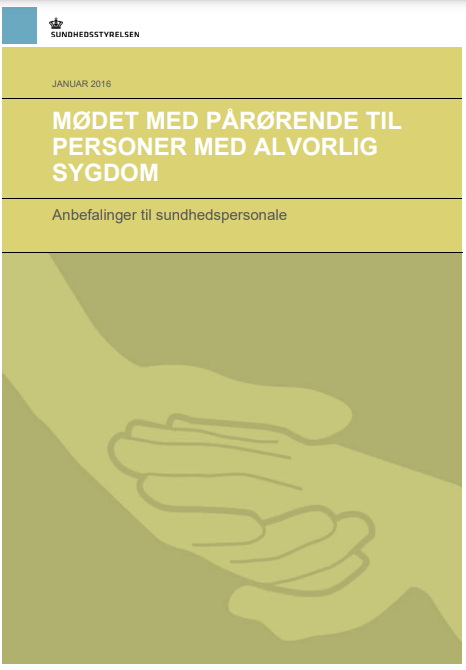 SUNDHEDSSTYRELSEN
JANUAR 2016
MØDET MED PÅRØRENDE TIL
PERSONER MED ALVORLIG
SYGDOM
Anbefalinger til sundhedspersonale